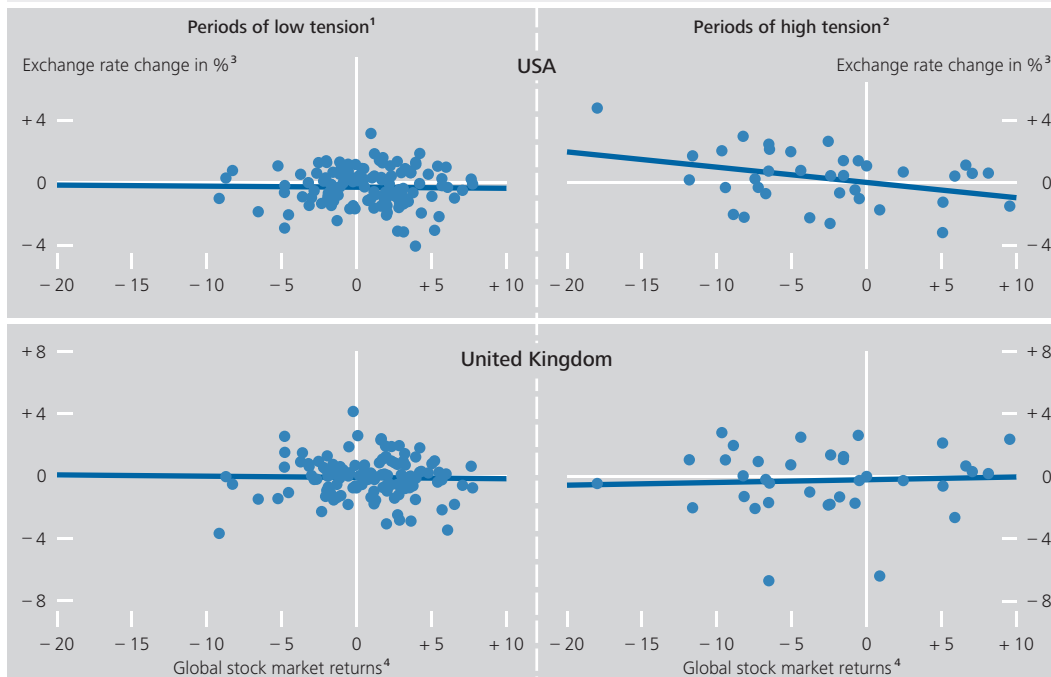 Periods of low tension¹
Periods of high tension²
Exchange rate change in %³
USA
Exchange rate change in %³
+ 4
0
− 4
+ 4
0
− 4
− 20 − 15 − 10 − 5 0 + 5 + 10
− 20 − 15 − 10 − 5 0 + 5 + 10
United Kingdom
+ 8
+ 4
0
− 4
− 8
+ 8
+ 4
0
− 4
− 8
− 20 − 15 − 10 − 5 0 + 5 + 10
− 20 − 15 − 10 − 5 0 + 5 + 10
Global stock market returns⁴
Global stock market returns⁴